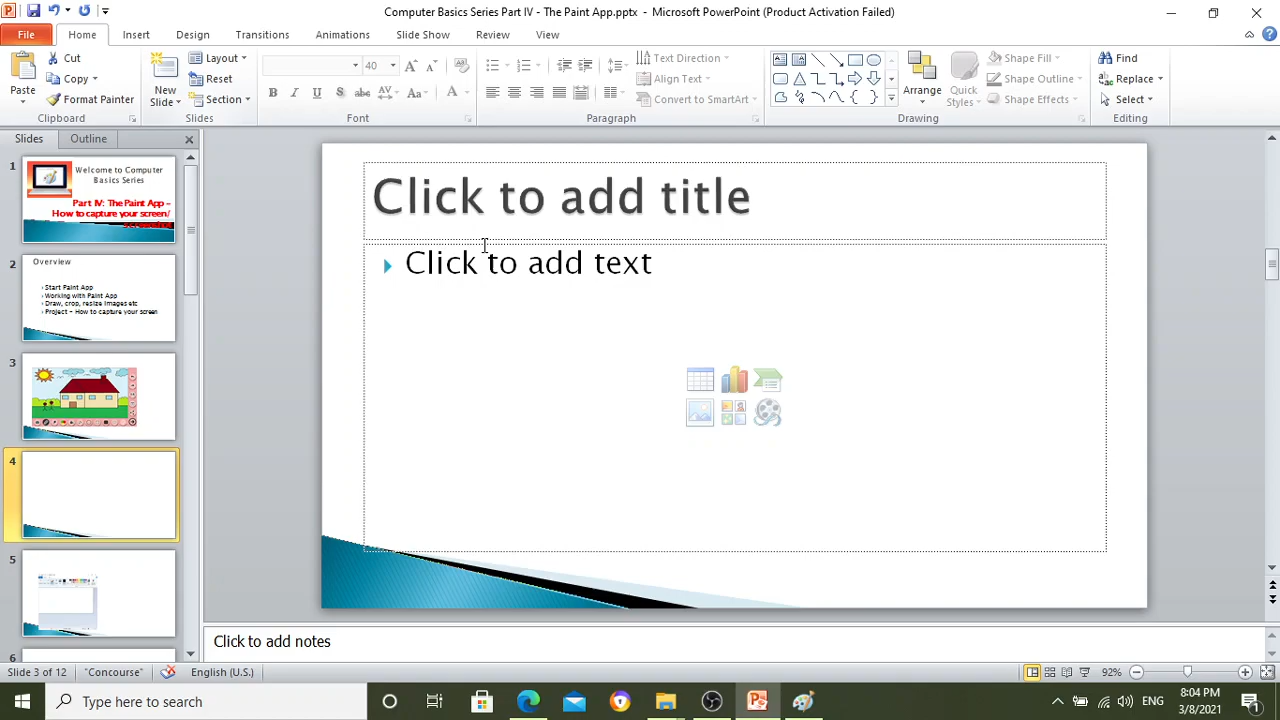 Computer Basics Series Part IV - The Paint App.pptx - Microsoft PowerPoint (Product Activation Failed)
File Home Insert Design Transitions Animations Slide Show Review View
Paste
Cut
Copy
Format Painter
Clipboard
New Slide
Layout
Reset
Section
Slides
40
B I U S abc AV Aa A
Font
Text Direction
Align Text
Convert to SmartArt
Paragraph
Arrange
Quick Styles
Shape Fill
Shape Outline
Shape Effects
Drawing
Find
Replace
Select
Editing
Slides Outline
1
Welcome to Computer
Basics Series
Part IV: The Paint App -
How to capture your screen/
screenshot
2
Overview
Start Paint App
Working with Paint App
Draw, crop, resize images etc
Project - How to capture your screen
3
4
5
6
Click to add title
Click to add text
Click to add notes
Slide 3 of 12 "Concourse" English (U.S.) 92%
Type here to search
ENG
8:04 PM
3/8/2021
1